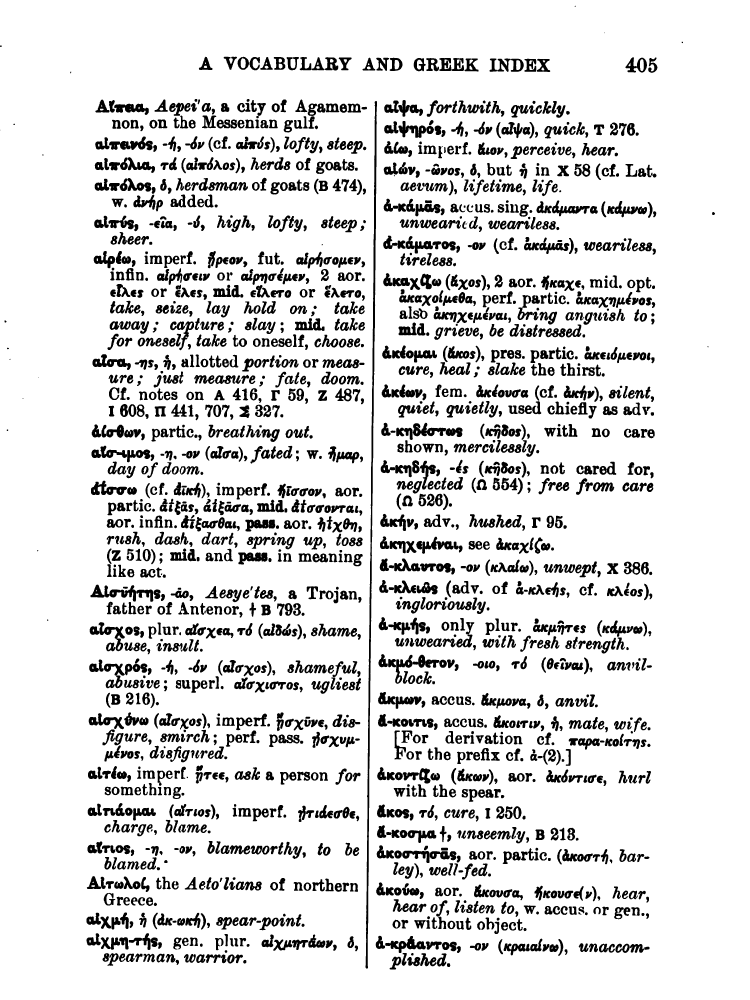 A VOCABULARY AND GREEK INDEX 405
Αἴπεια, Aepei'a, a city of Agamem-
non, on the Messenian gulf.
αἰπεινός, -ή, -όν (cf. αἰπύς), lofty, steep.
αἰπόλια, τά (αἰπόλος), herds of goats.
αἰπόλος, ὁ, herdsman of goats (Β 474),
w. ἀνήρ added.
αἰπύς, -εῖα, -ύ, high, lofty, steep;
sheer.
αἱρέω, imperf. ᾕρεον, fut. αἱρήσομεν,
infin. αἱρήσειν or αἱρησέμεν, 2 aor.
εἷλες or ἕλες, mid. εἵλετο or ἕλετο,
take, seize, lay hold on; take
away; capture; slay; mid. take
for oneself, take to oneself, choose.
αἶσα, -ης, ἡ, allotted portion or meas-
ure; just measure; fate, doom.
Cf. notes on Α 416, Γ 59, Ζ 487,
Ι 608, Π 441, 707, Σ 327.
ἀίσθων, partic., breathing out.
αἴσ-ιμος, -η, -ον (αἶσα), fated; w. ἦμαρ,
day of doom.
ἀΐσσω (cf. ἀϊκή), imperf. ἤϊσσον, aor.
partic. ἀΐξᾱς, ἀΐξᾱσα, mid. ἀΐσσονται,
aor. infin. ἀΐξασθαι, pass. aor. ἠΐχθη,
rush, dash, dart, spring up, toss
(Ζ 510); mid. and pass. in meaning
like act.
Αἰσυήτης, -ᾱο, Aesye'tes, a Trojan,
father of Antenor, † Β 793.
αἶσχος, plur. αἴσχεα, τό (αἰδώς), shame,
abuse, insult.
αἰσχρός, -ή, -όν (αἶσχος), shameful,
abusive; superl. αἴσχιστος, ugliest
(Β 216).
αἰσχύνω (αἶσχος), imperf. ᾔσχῡνε, dis-
figure, smirch; perf. pass. ᾐσχυμ-
μένος, disfigured.
αἰτέω, imperf. ᾔτεε, ask a person for
something.
αἰτιάομαι (αἴτιος), imperf. ᾐτιάεσθε,
charge, blame.
αἴτιος, -η, -ον, blameworthy, to be
blamed.
Αἰτωλοί, the Aeto'lians of northern
Greece.
αἰχμή, ἡ (ἀκ-ωκή), spear-point.
αἰχμη-τής, gen. plur. αἰχμητάων, ὁ,
spearman, warrior.
αἶψα, forthwith, quickly.
αἰψηρός, -ή, -όν (αἶψα), quick, Τ 276.
ἀίω, imperf. ἄιον, perceive, hear.
αἰών, -ῶνος, ὁ, but ἡ in Χ 58 (cf. Lat.
aevum), lifetime, life.
ἀ-κάμᾱς, accus. sing. ἀκάμαντα (κάμνω),
unwearied, weariless.
ἀ-κάματος, -ον (cf. ἀκάμᾱς), weariless,
tireless.
ἀκαχίζω (ἄχος), 2 aor. ἤκαχε, mid. opt.
ἀκαχοίμεθα, perf. partic. ἀκαχημένος,
also ἀκηχεμέναι, bring anguish to;
mid. grieve, be distressed.
ἀκέομαι (ἄκος), pres. partic. ἀκειόμενοι,
cure, heal; slake the thirst.
ἀκέων, fem. ἀκέουσα (cf. ἀκήν), silent,
quiet, quietly, used chiefly as adv.
ἀ-κηδέστως (κῆδος), with no care
shown, mercilessly.
ἀ-κηδής, -ές (κῆδος), not cared for,
neglected (Ω 554); free from care
(Ω 526).
ἀκήν, adv., hushed, Γ 95.
ἀκηχεμέναι, see ἀκαχίζω.
ἄ-κλαυτος, -ον (κλαίω), unwept, Χ 386.
ἀ-κλειῶς (adv. of ἀ-κλεής, cf. κλέος),
ingloriously.
ἀ-κμής, only plur. ἀκμῆτες (κάμνω),
unwearied, with fresh strength.
ἀκμό-θετον, -οιο, τό (θεῖναι), anvil-
block.
ἄκμων, accus. ἄκμονα, ὁ, anvil.
ἄ-κοιτις, accus. ἄκοιτιν, ἡ, mate, wife.
[For derivation cf. παρα-κοίτης.
For the prefix cf. ἀ-(2).]
ἀκοντίζω (ἄκων), aor. ἀκόντισε, hurl
with the spear.
ἄκος, τό, cure, Ι 250.
ἄ-κοσμα †, unseemly, Β 213.
ἀκοστήσᾱς, aor. partic. (ἀκοστή, bar-
ley), well-fed.
ἀκούω, aor. ἄκουσα, ἤκουσε(ν), hear,
hear of, listen to, w. accus. or gen.,
or without object.
ἀ-κράαντος, -ον (κραιαίνω), unaccom-
plished.